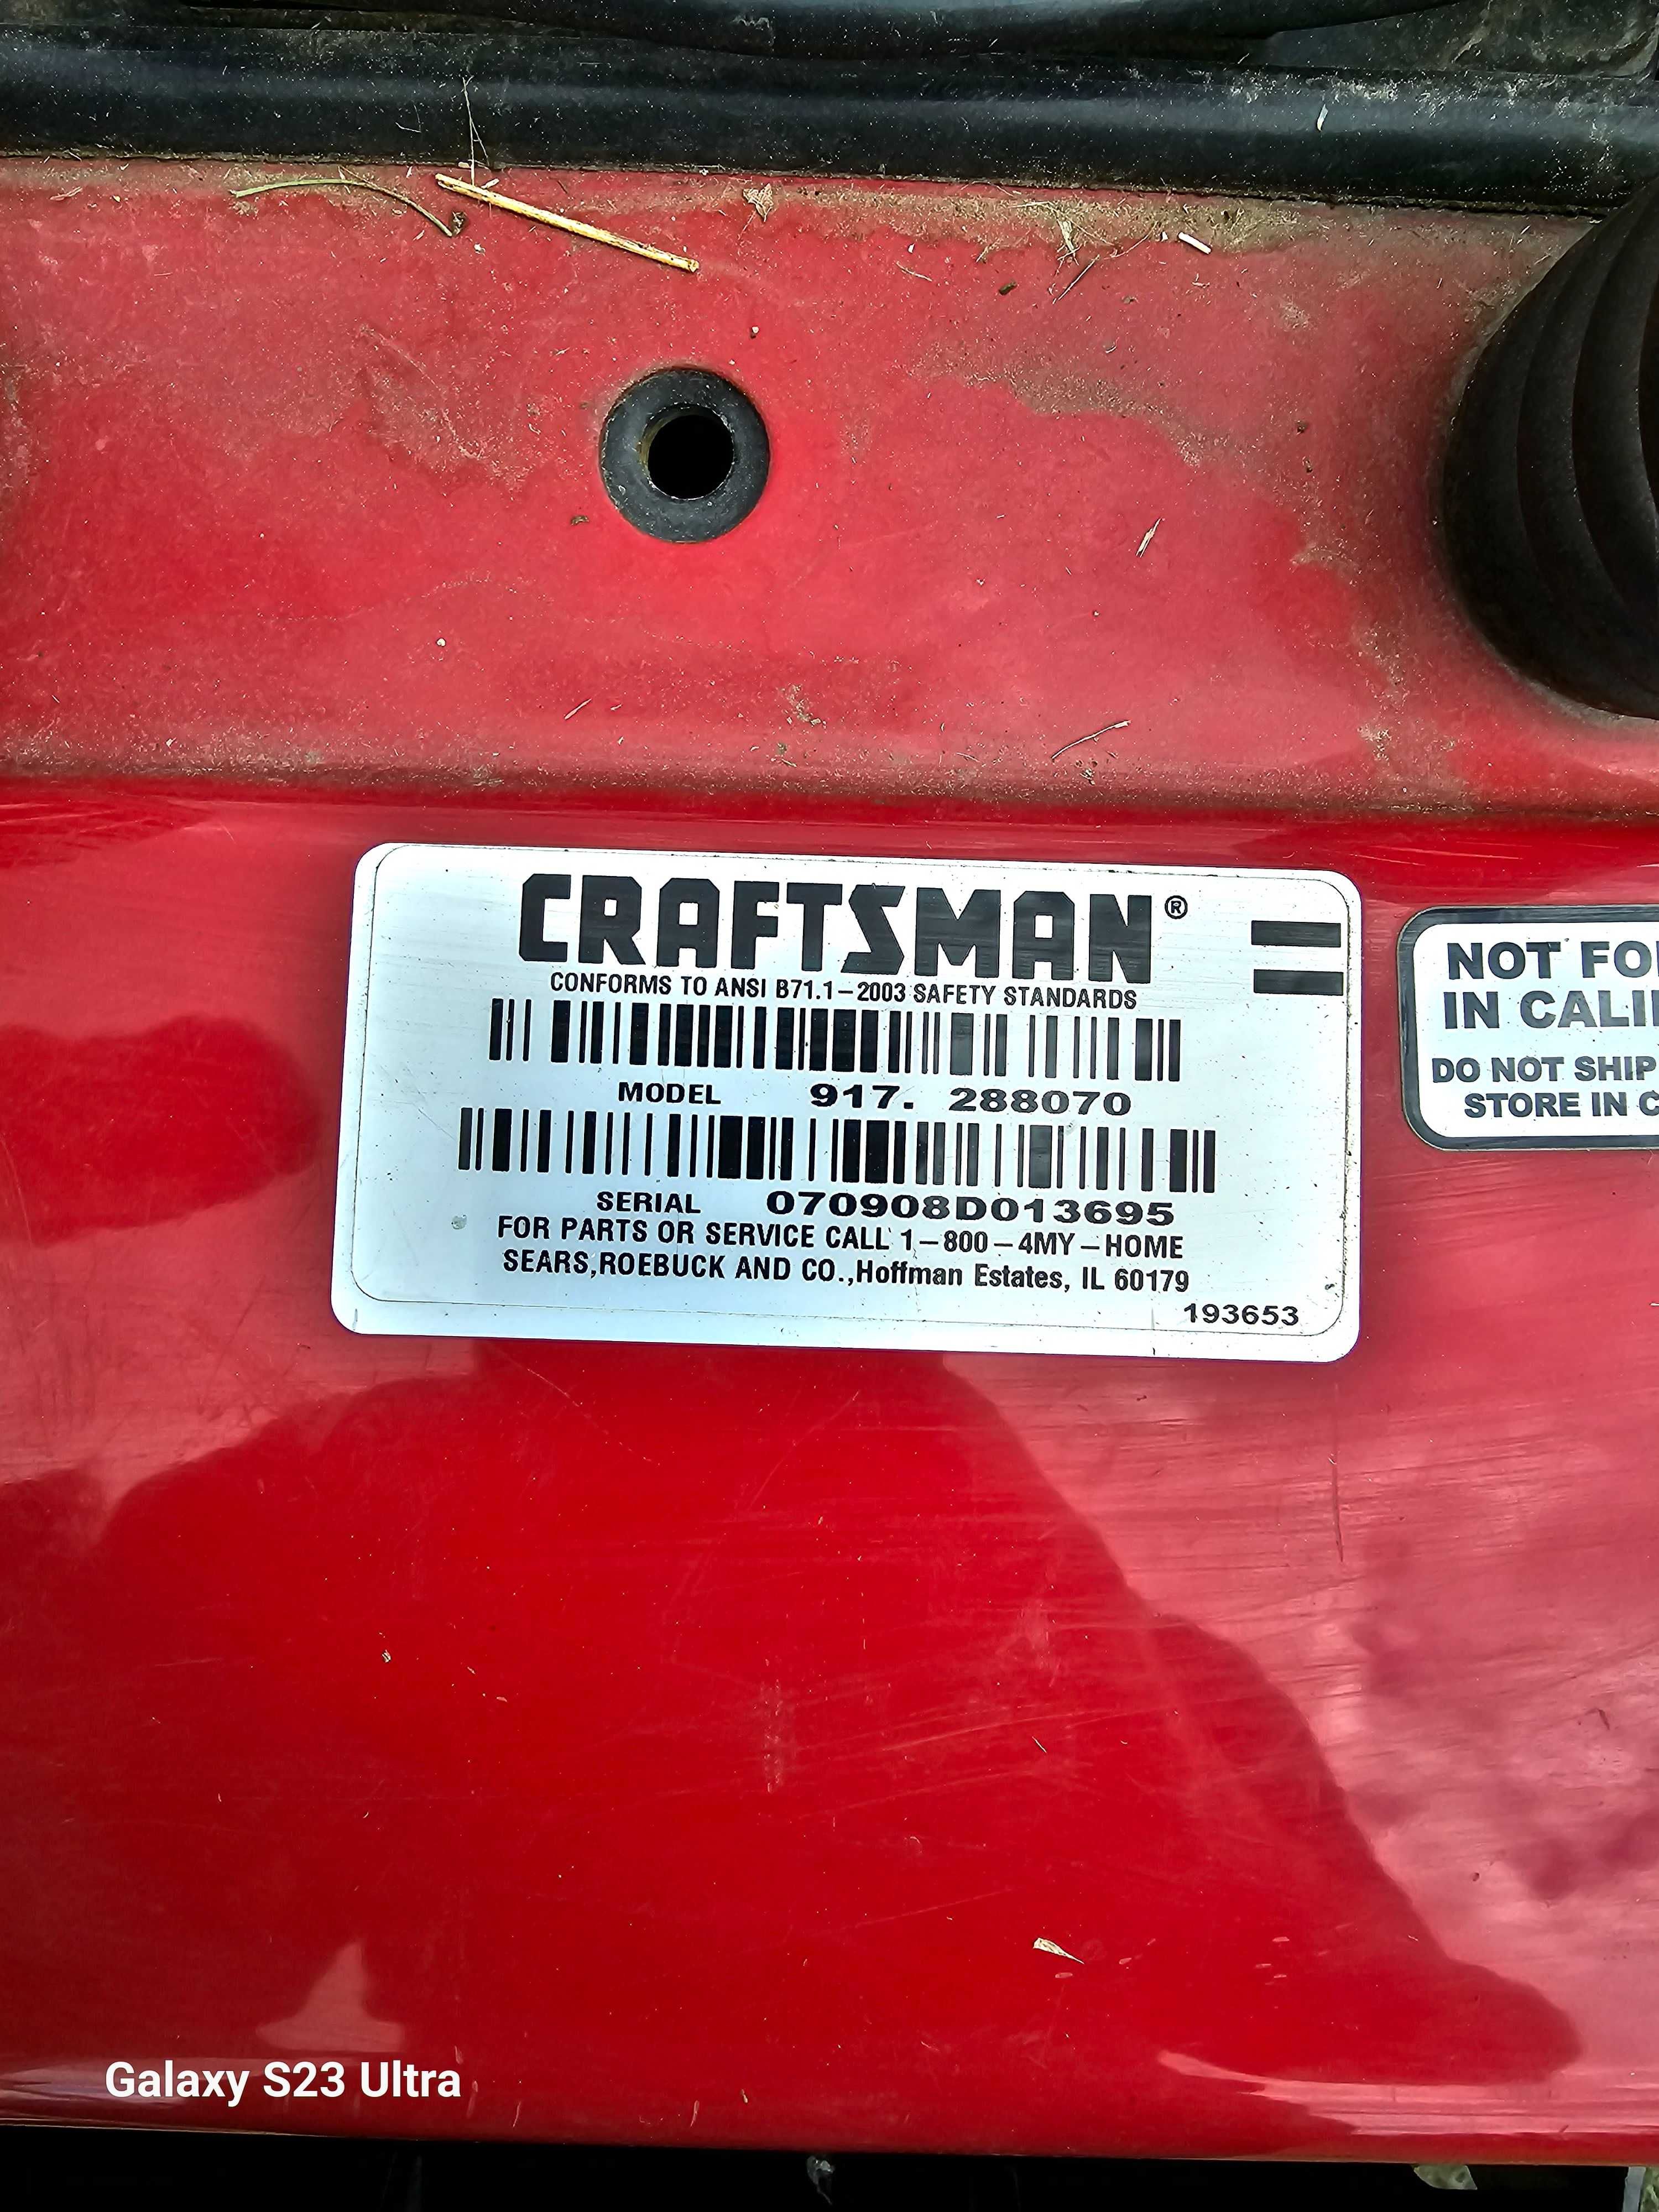 CRAFTSMAN®
CONFORMS TO ANSI B71.1-2003 SAFETY STANDARDS
MODEL 917. 288070
SERIAL 070908D013695
FOR PARTS OR SERVICE CALL 1-800-4MY-HOME
SEARS,ROEBUCK AND CO.,Hoffman Estates, IL 60179
193653
NOT
IN
DO NOT SHIP
STORE IN
Galaxy S23 Ultra